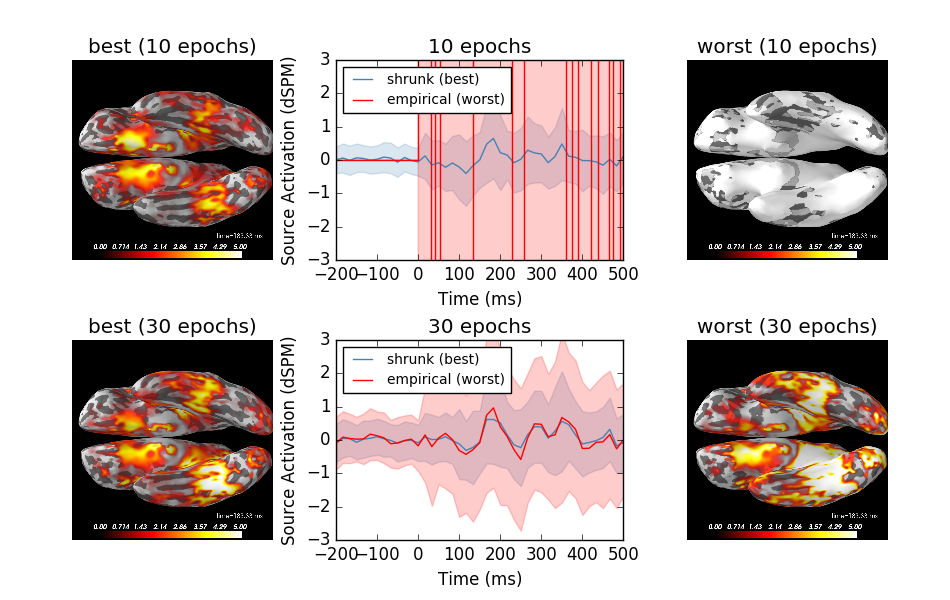 best (10 epochs)
10 epochs
worst (10 epochs)
Source Activation (dSPM)
3
2
1
0
−1
−2
−3
shrunk (best)
empirical (worst)
−200 −100 0 100 200 300 400 500
Time (ms)
time=183.33 ms
0.00 0.714 1.43 2.14 2.86 3.57 4.29 5.00
time=183.33 ms
0.00 0.714 1.43 2.14 2.86 3.57 4.29 5.00
best (30 epochs)
30 epochs
worst (30 epochs)
Source Activation (dSPM)
3
2
1
0
−1
−2
−3
shrunk (best)
empirical (worst)
−200 −100 0 100 200 300 400 500
Time (ms)
time=183.33 ms
0.00 0.714 1.43 2.14 2.86 3.57 4.29 5.00
time=183.33 ms
0.00 0.714 1.43 2.14 2.86 3.57 4.29 5.00